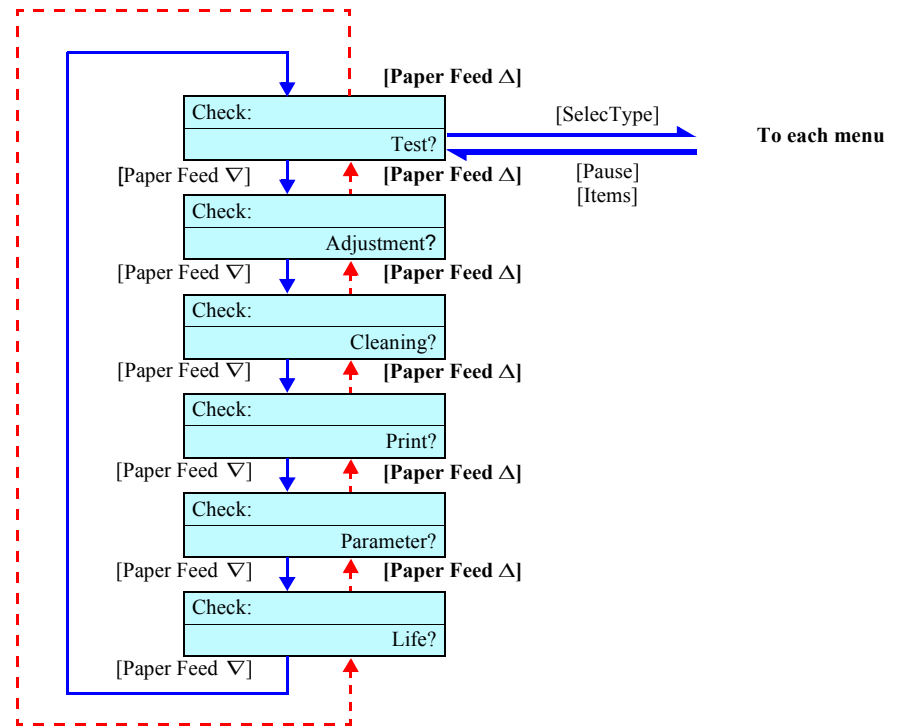 [Paper Feed Δ]
Check:
Test?
[SelecType]
To each menu
[Pause]
[Items]
[Paper Feed ∇]
[Paper Feed Δ]
Check:
Adjustment?
[Paper Feed ∇]
[Paper Feed Δ]
Check:
Cleaning?
[Paper Feed ∇]
[Paper Feed Δ]
Check:
Print?
[Paper Feed ∇]
[Paper Feed Δ]
Check:
Parameter?
[Paper Feed ∇]
[Paper Feed Δ]
Check:
Life?
[Paper Feed ∇]